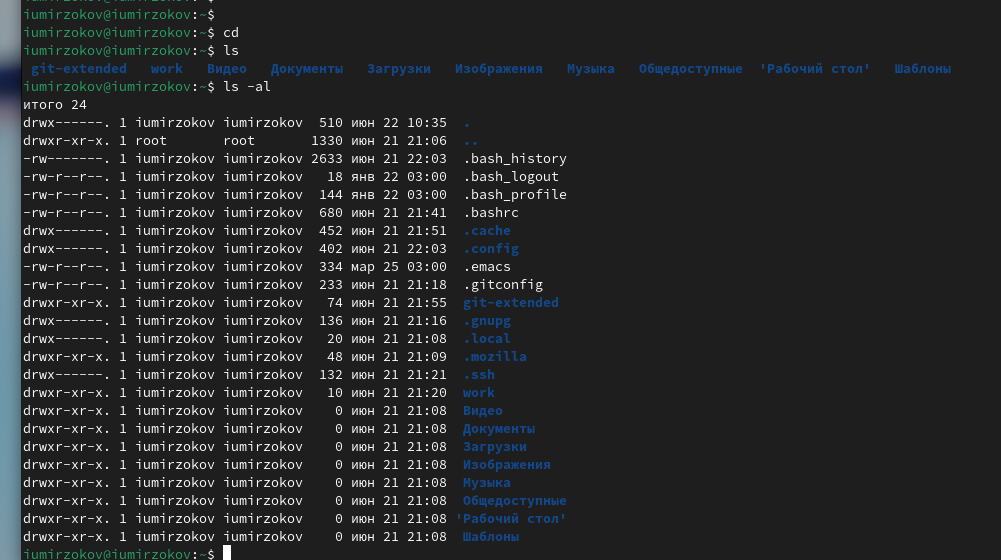 iumirzokov@iumirzokov:~$
iumirzokov@iumirzokov:~$
iumirzokov@iumirzokov:~$ cd
iumirzokov@iumirzokov:~$ ls
git-extended work Видео Документы Загрузки Изображения Музыка Общедоступные 'Рабочий стол' Шаблоны
iumirzokov@iumirzokov:~$ ls -al
итого 24
drwx------. 1 iumirzokov iumirzokov 510 июн 22 10:35 .
drwxr-xr-x. 1 root root 1330 июн 21 21:06 ..
-rw-------. 1 iumirzokov iumirzokov 2633 июн 21 22:03 .bash_history
-rw-r--r--. 1 iumirzokov iumirzokov 18 янв 22 03:00 .bash_logout
-rw-r--r--. 1 iumirzokov iumirzokov 144 янв 22 03:00 .bash_profile
-rw-r--r--. 1 iumirzokov iumirzokov 680 июн 21 21:41 .bashrc
drwx------. 1 iumirzokov iumirzokov 452 июн 21 21:51 .cache
drwx------. 1 iumirzokov iumirzokov 402 июн 21 22:03 .config
-rw-r--r--. 1 iumirzokov iumirzokov 334 мар 25 03:00 .emacs
-rw-r--r--. 1 iumirzokov iumirzokov 233 июн 21 21:18 .gitconfig
drwxr-xr-x. 1 iumirzokov iumirzokov 74 июн 21 21:55 git-extended
drwx------. 1 iumirzokov iumirzokov 136 июн 21 21:16 .gnupg
drwx------. 1 iumirzokov iumirzokov 20 июн 21 21:08 .local
drwxr-xr-x. 1 iumirzokov iumirzokov 48 июн 21 21:09 .mozilla
drwx------. 1 iumirzokov iumirzokov 132 июн 21 21:21 .ssh
drwxr-xr-x. 1 iumirzokov iumirzokov 10 июн 21 21:20 work
drwxr-xr-x. 1 iumirzokov iumirzokov 0 июн 21 21:08 Видео
drwxr-xr-x. 1 iumirzokov iumirzokov 0 июн 21 21:08 Документы
drwxr-xr-x. 1 iumirzokov iumirzokov 0 июн 21 21:08 Загрузки
drwxr-xr-x. 1 iumirzokov iumirzokov 0 июн 21 21:08 Изображения
drwxr-xr-x. 1 iumirzokov iumirzokov 0 июн 21 21:08 Музыка
drwxr-xr-x. 1 iumirzokov iumirzokov 0 июн 21 21:08 Общедоступные
drwxr-xr-x. 1 iumirzokov iumirzokov 0 июн 21 21:08 'Рабочий стол'
drwxr-xr-x. 1 iumirzokov iumirzokov 0 июн 21 21:08 Шаблоны
iumirzokov@iumirzokov:~$